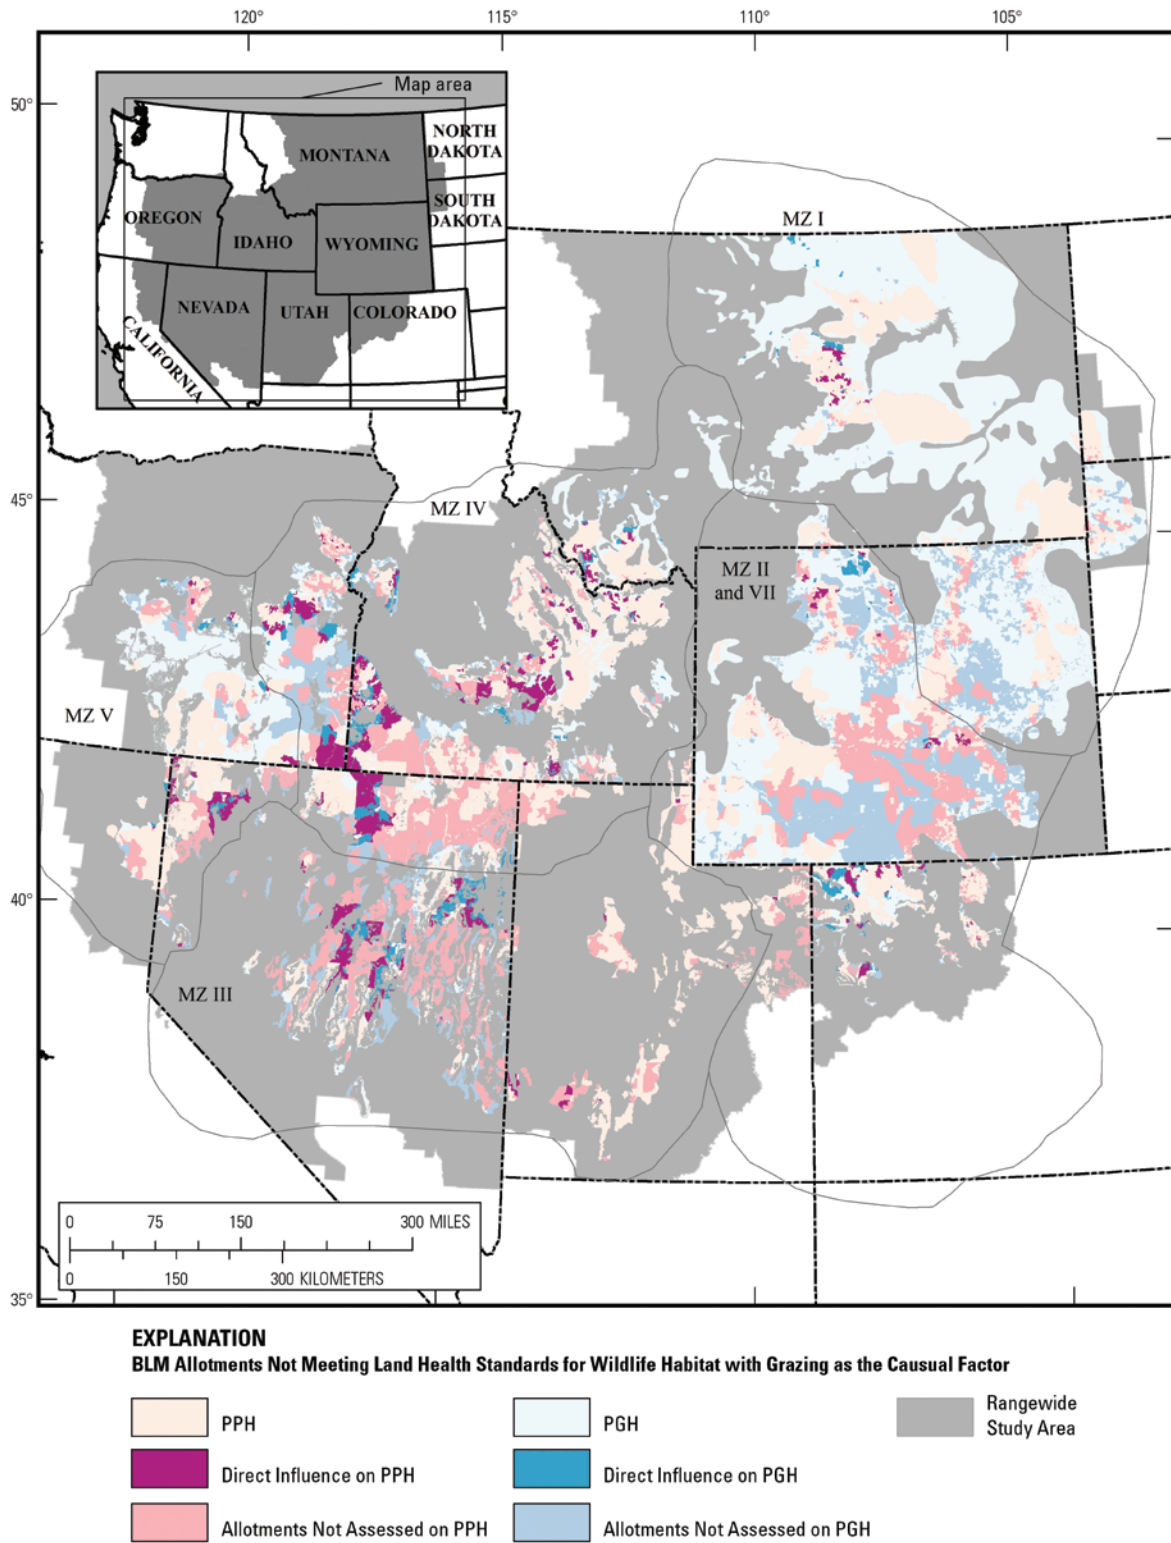 120°
115°
110°
105°
50°
Map area
NORTH
DAKOTA
MONTANA
SOUTH
DAKOTA
OREGON
IDAHO
WYOMING
NEVADA
UTAH
COLORADO
CALIFORNIA
MZ I
45°
MZ IV
MZ II
and VII
MZ V
40°
MZ III
0 75 150 300 MILES
0 150 300 KILOMETERS
35°
EXPLANATION
BLM Allotments Not Meeting Land Health Standards for Wildlife Habitat with Grazing as the Causual Factor
PPH
PGH
Rangewide
Study Area
Direct Influence on PPH
Direct Influence on PGH
Allotments Not Assessed on PPH
Allotments Not Assessed on PGH